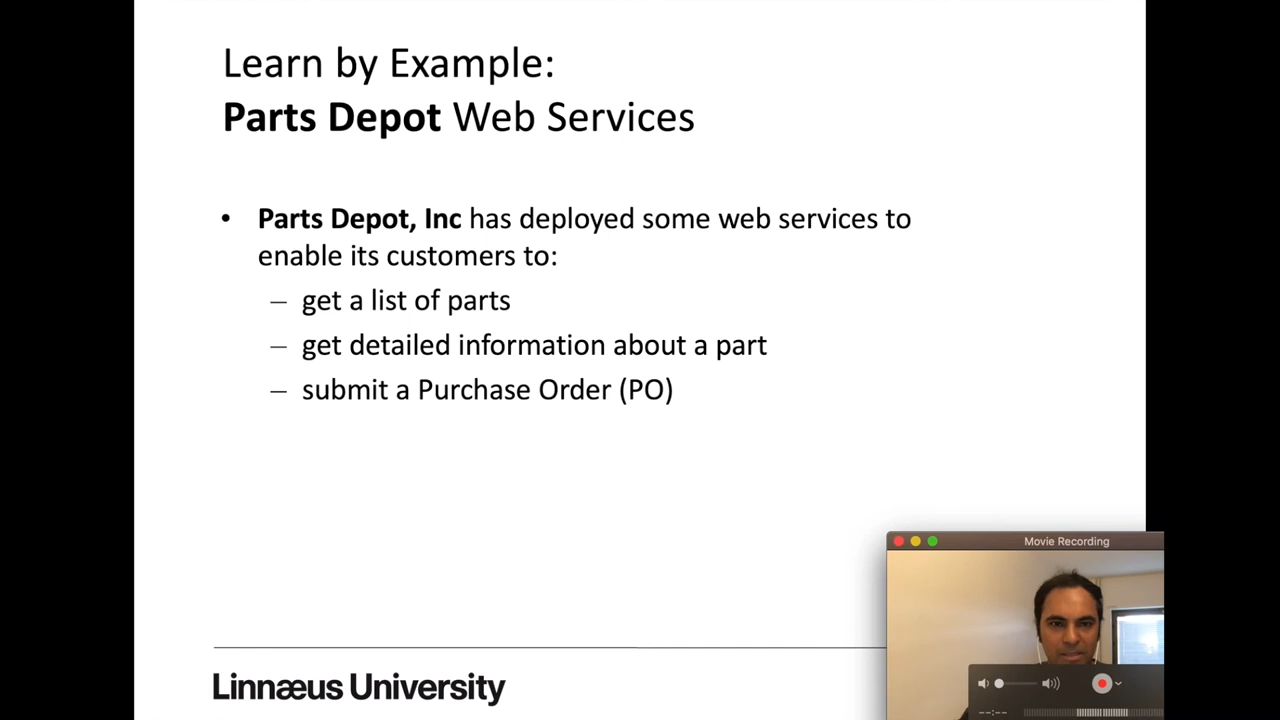 Learn by Example:
Parts Depot Web Services
• Parts Depot, Inc has deployed some web services to
enable its customers to:
– get a list of parts
– get detailed information about a part
– submit a Purchase Order (PO)
Movie Recording
--:--
Linnæus University